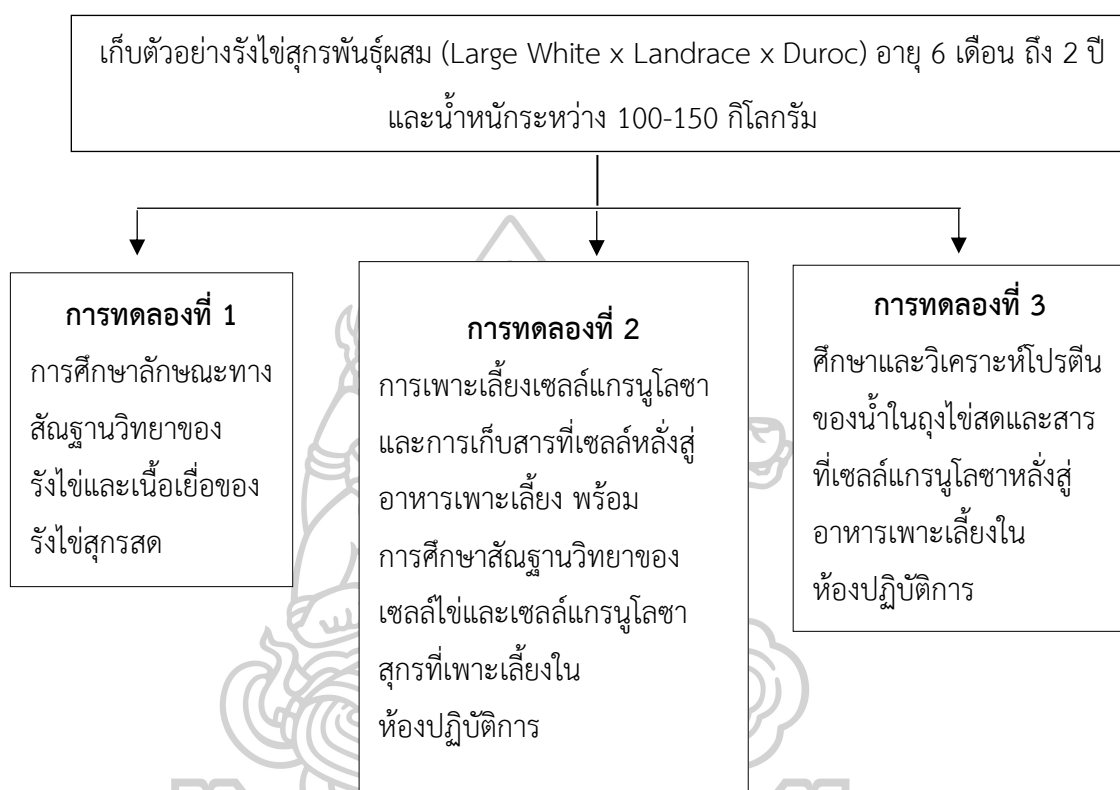 เก็บตัวอย่างรังไข่สุกรพันธุ์ผสม (Large White x Landrace x Duroc) อายุ 6 เดือน ถึง 2 ปี
และน้ำหนักระหว่าง 100-150 กิโลกรัม
การทดลองที่ 1
การศึกษาลักษณะทาง
สัณฐานวิทยาของ
รังไข่และเนื้อเยื่อของ
รังไข่สุกรสด
การทดลองที่ 2
การเพาะเลี้ยงเซลล์แกรนูโลซา
และการเก็บสารที่เซลล์หลั่งสู่
อาหารเพาะเลี้ยง พร้อม
การศึกษาสัณฐานวิทยาของ
เซลล์ไข่และเซลล์แกรนูโลซา
สุกรที่เพาะเลี้ยงใน
ห้องปฏิบัติการ
การทดลองที่ 3
ศึกษาและวิเคราะห์โปรตีน
ของน้ำในถุงไข่สดและสาร
ที่เซลล์แกรนูโลซาหลั่งสู่
อาหารเพาะเลี้ยงใน
ห้องปฏิบัติการ